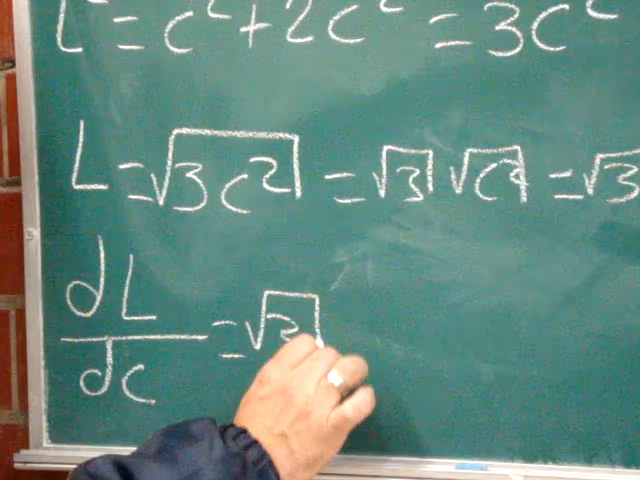 L² = c² + 2c² = 3c²
L = √3c² = √3 √c² = √3
dL/dc = √3